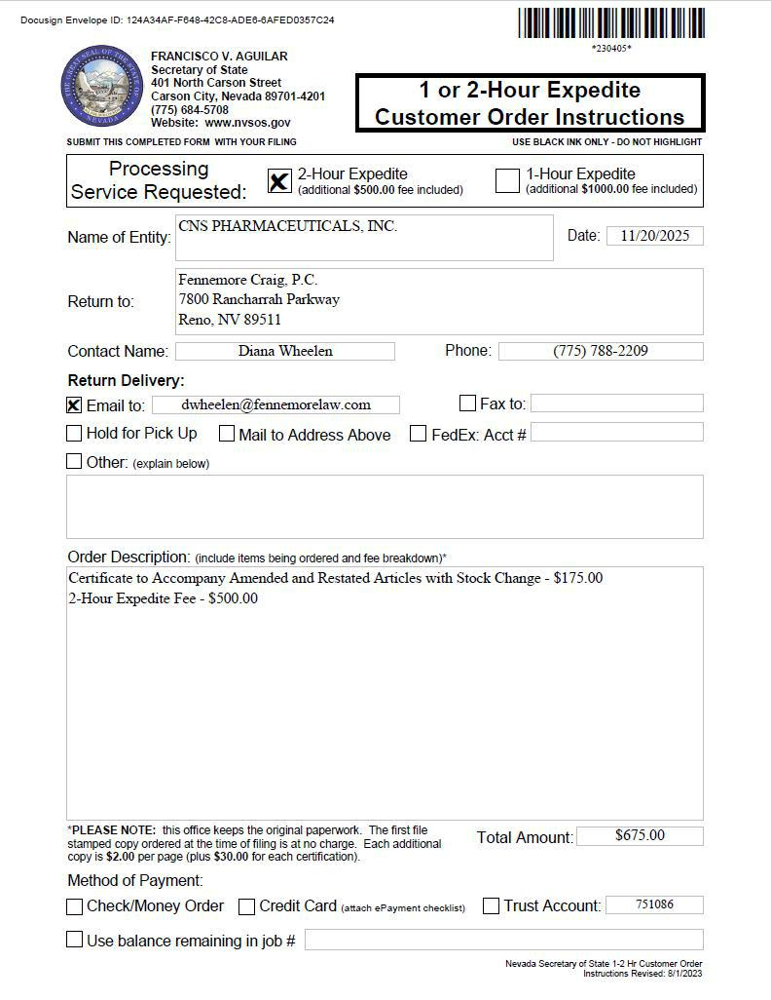 Docusign Envelope ID: 124A34AF-F648-42C8-ADE6-6AFED0357C24
*230405*
FRANCISCO V. AGUILAR
Secretary of State
401 North Carson Street
Carson City, Nevada 89701-4201
(775) 684-5708
Website: www.nvsos.gov
1 or 2-Hour Expedite
Customer Order Instructions
SUBMIT THIS COMPLETED FORM WITH YOUR FILING
USE BLACK INK ONLY - DO NOT HIGHLIGHT
Processing
Service Requested:
2-Hour Expedite
(additional $500.00 fee included)
1-Hour Expedite
(additional $1000.00 fee included)
Name of Entity: CNS PHARMACEUTICALS, INC.
Date: 11/20/2025
Return to:
Fennemore Craig, P.C.
7800 Rancharrah Parkway
Reno, NV 89511
Contact Name: Diana Wheelen
Phone: (775) 788-2209
Return Delivery:
Email to: dwheelen@fennemorelaw.com
Fax to:
Hold for Pick Up
Mail to Address Above
FedEx: Acct #
Other: (explain below)
Order Description: (include items being ordered and fee breakdown)*
Certificate to Accompany Amended and Restated Articles with Stock Change - $175.00
2-Hour Expedite Fee - $500.00
*PLEASE NOTE: this office keeps the original paperwork. The first file
stamped copy ordered at the time of filing is at no charge. Each additional
copy is $2.00 per page (plus $30.00 for each certification).
Total Amount: $675.00
Method of Payment:
Check/Money Order
Credit Card (attach ePayment checklist)
Trust Account: 751086
Use balance remaining in job #
Nevada Secretary of State 1-2 Hr Customer Order
Instructions Revised: 8/1/2023